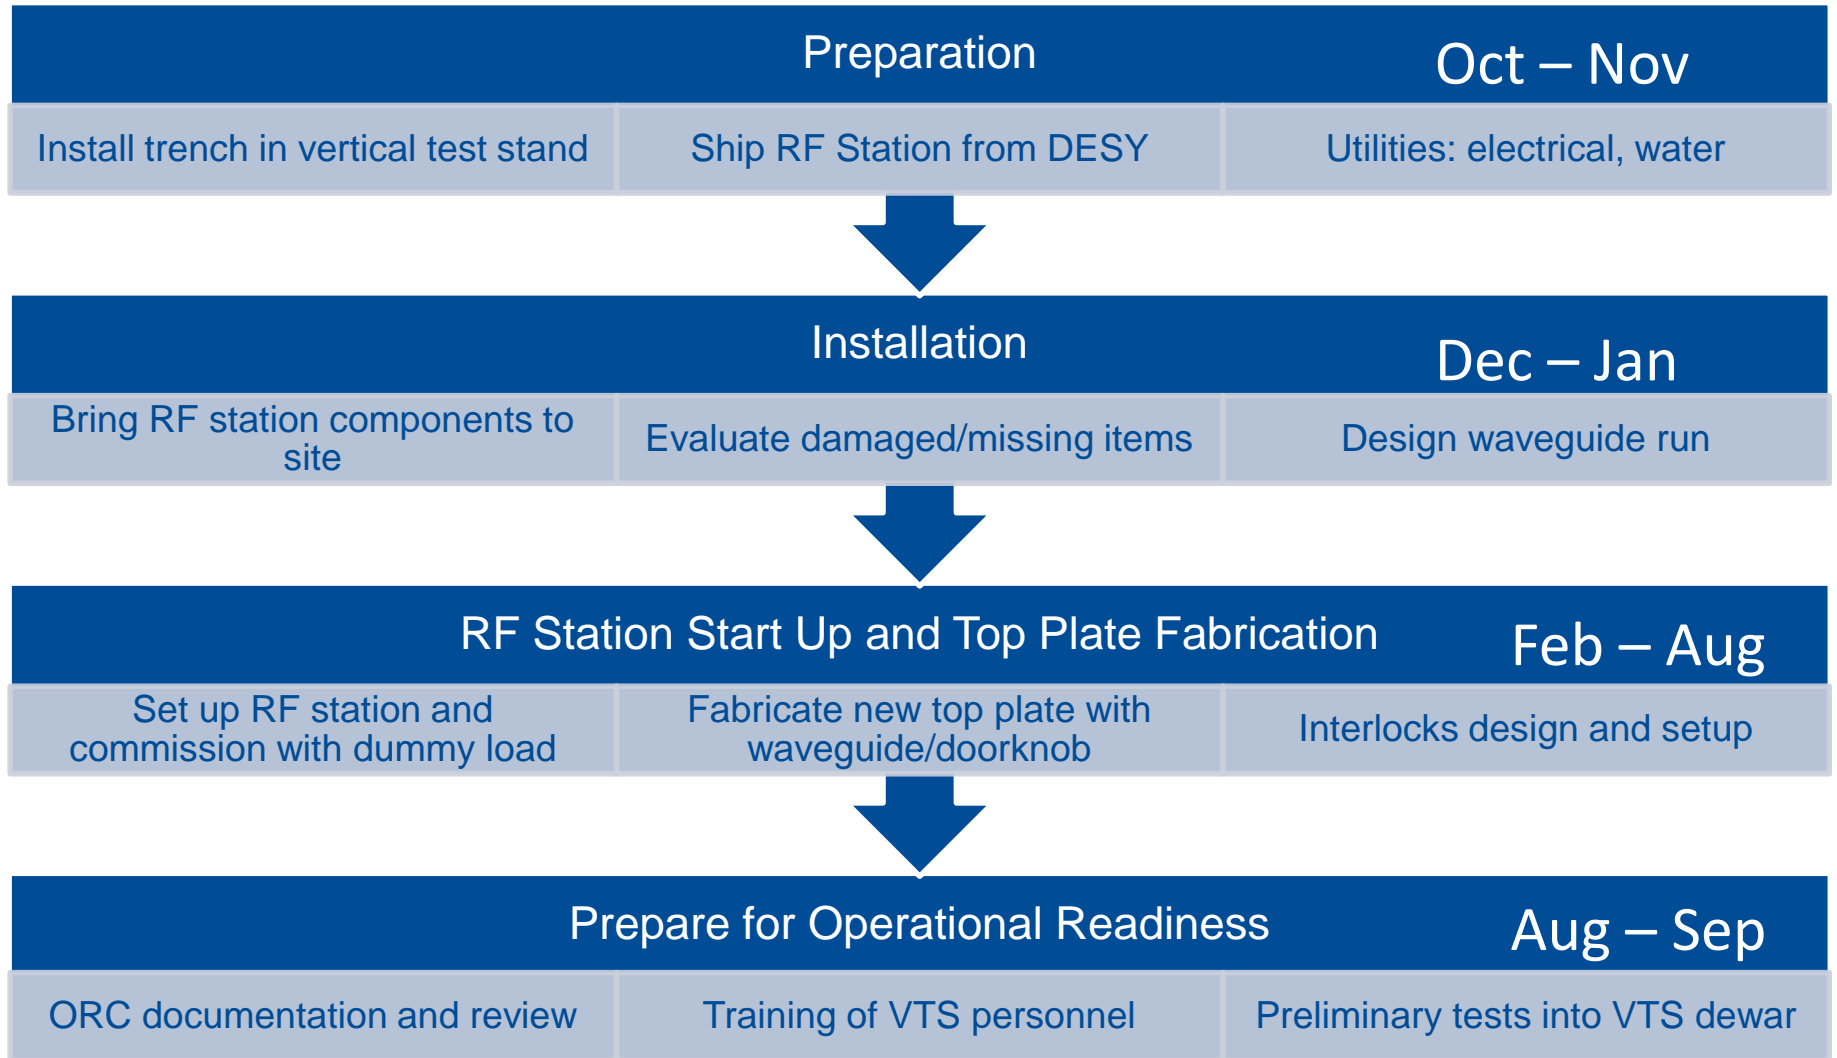 Preparation
Oct – Nov
Install trench in vertical test stand
Ship RF Station from DESY
Utilities: electrical, water
Installation
Dec – Jan
Bring RF station components to
site
Evaluate damaged/missing items
Design waveguide run
RF Station Start Up and Top Plate Fabrication
Feb – Aug
Set up RF station and
commission with dummy load
Fabricate new top plate with
waveguide/doorknob
Interlocks design and setup
Prepare for Operational Readiness
Aug – Sep
ORC documentation and review
Training of VTS personnel
Preliminary tests into VTS dewar